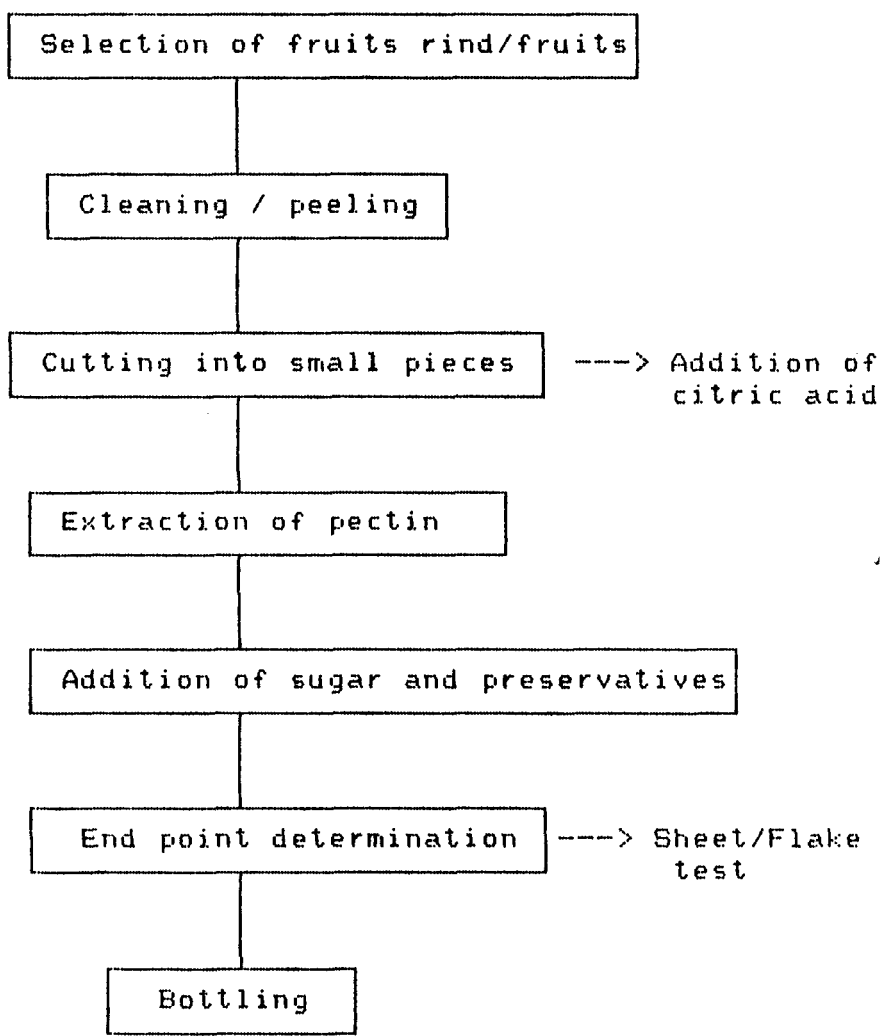 Selection of fruits rind/fruits
Cleaning / peeling
Cutting into small pieces ---> Addition of
citric acid
Extraction of pectin
Addition of sugar and preservatives
End point determination ---> Sheet/Flake
test
Bottling